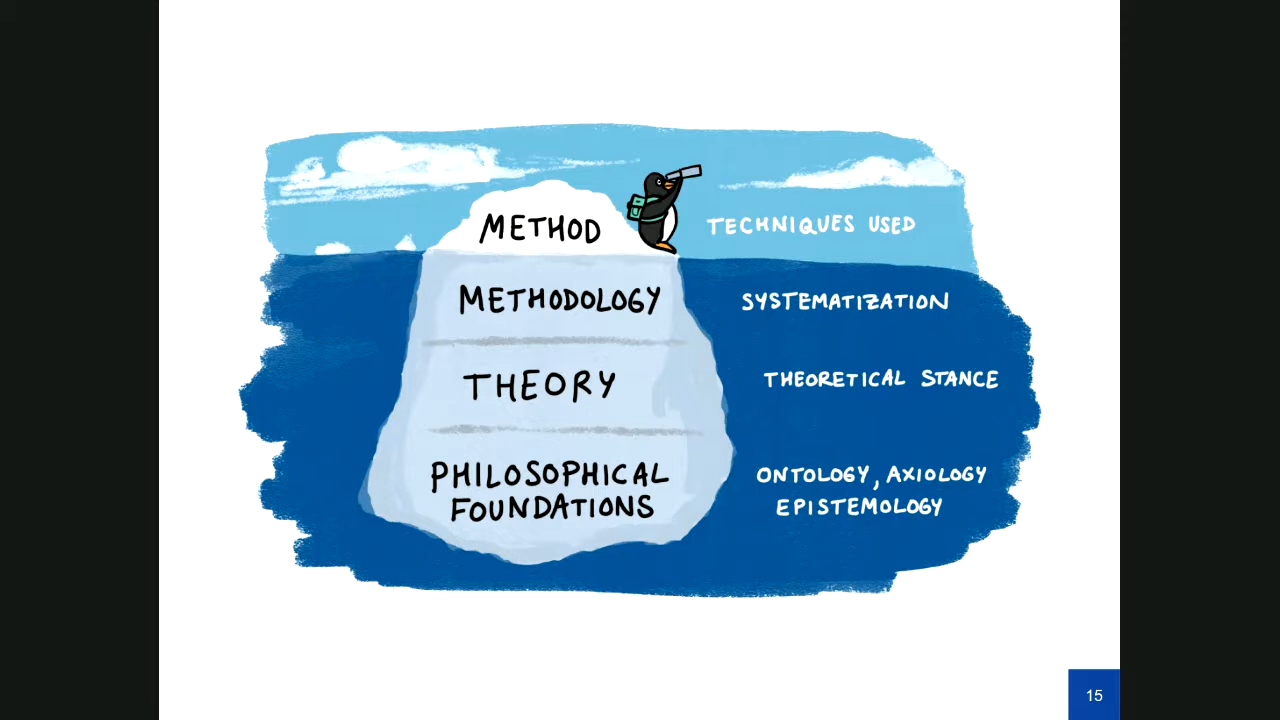 METHOD
TECHNIQUES USED
METHODOLOGY
SYSTEMATIZATION
THEORY
THEORETICAL STANCE
PHILOSOPHICAL
FOUNDATIONS
ONTOLOGY, AXIOLOGY
EPISTEMOLOGY
15